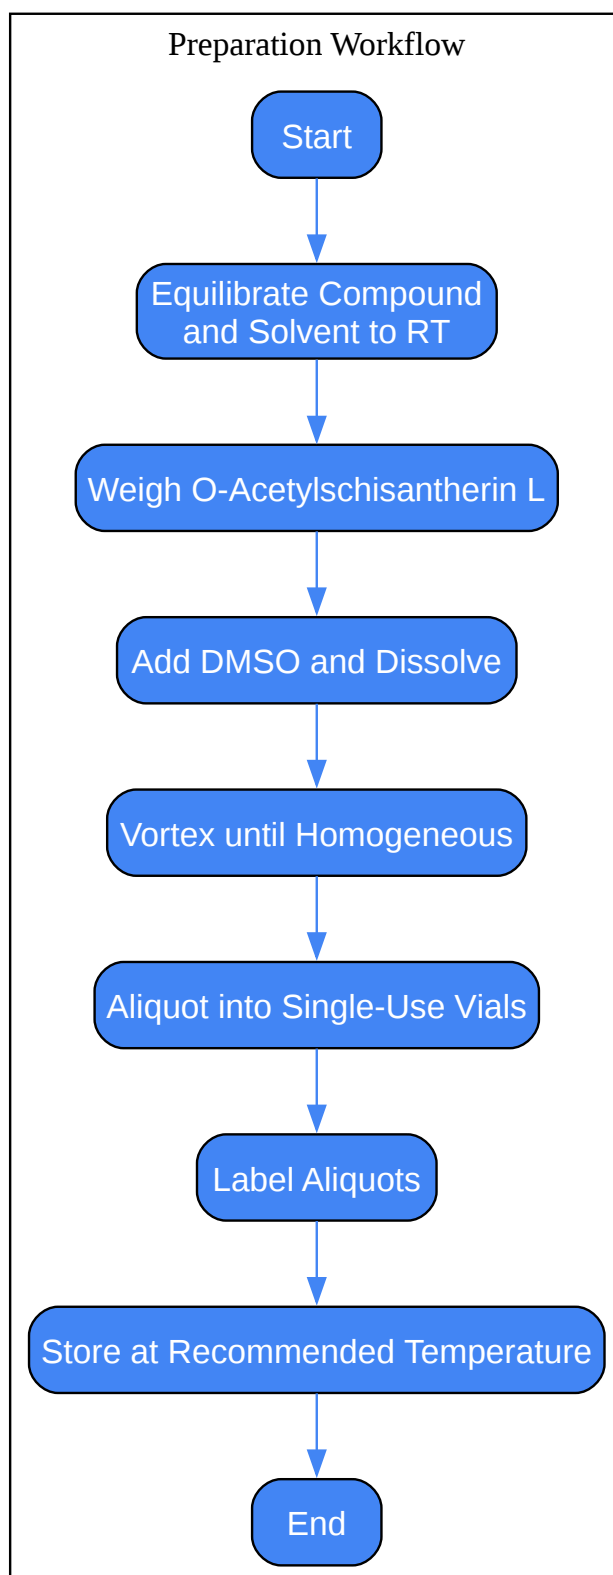 Preparation Workflow
Start
Equilibrate Compound
and Solvent to RT
Weigh O-Acetylschisantherin L
Add DMSO and Dissolve
Vortex until Homogeneous
Aliquot into Single-Use Vials
Label Aliquots
Store at Recommended Temperature
End